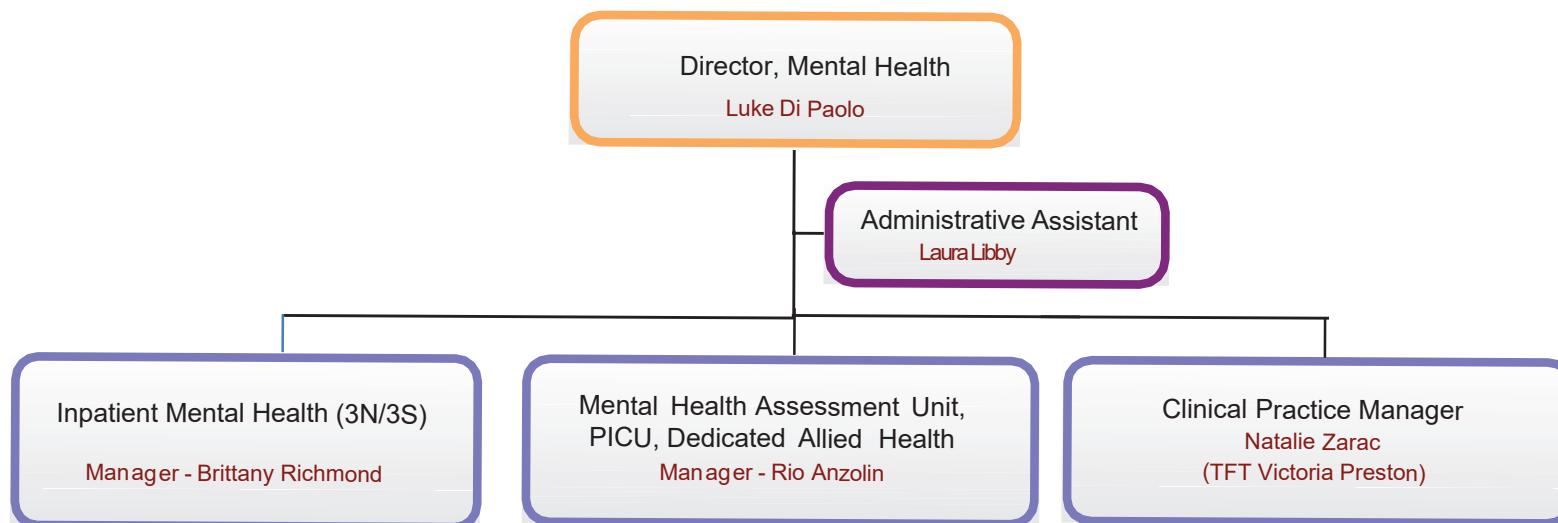 Director, Mental Health
Luke Di Paolo
Administrative Assistant
Laura Libby
Inpatient Mental Health (3N/3S)
Manager - Brittany Richmond
Mental Health Assessment Unit,
PICU, Dedicated Allied Health
Manager - Rio Anzolin
Clinical Practice Manager
Natalie Zarac
(TFT Victoria Preston)